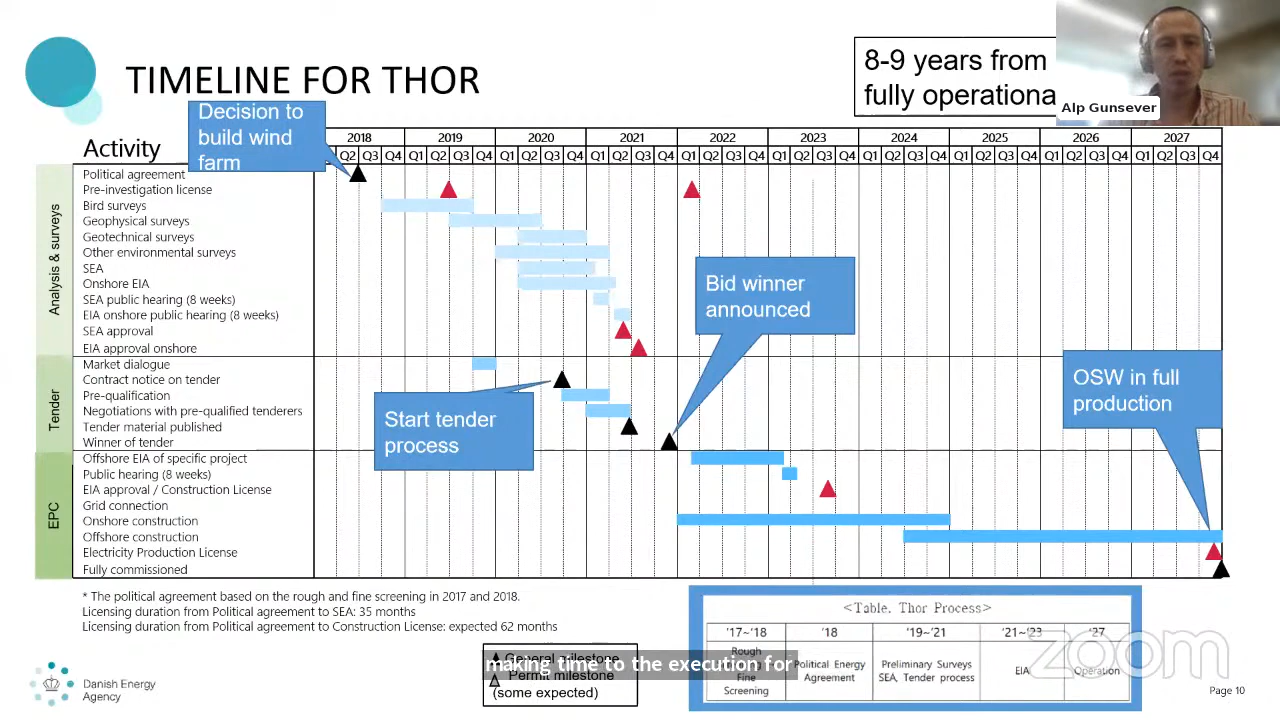 TIMELINE FOR THOR
8-9 years from
fully operationa
Alp Gunsever
Decision to
build wind
farm
Activity
2018 2019 2020 2021 2022 2023 2024 2025 2026 2027
Q2 Q3 Q4 Q1 Q2 Q3 Q4 Q1 Q2 Q3 Q4 Q1 Q2 Q3 Q4 Q1 Q2 Q3 Q4 Q1 Q2 Q3 Q4 Q1 Q2 Q3 Q4 Q1 Q2 Q3 Q4 Q1 Q2 Q3 Q4 Q1 Q2 Q3 Q4
Analysis & surveys
Political agreement
Pre-investigation license
Bird surveys
Geophysical surveys
Geotechnical surveys
Other environmental surveys
SEA
Onshore EIA
SEA public hearing (8 weeks)
EIA onshore public hearing (8 weeks)
SEA approval
EIA approval onshore
Tender
Market dialogue
Contract notice on tender
Pre-qualification
Negotiations with pre-qualified tenderers
Tender material published
Winner of tender
EPC
Offshore EIA of specific project
Public hearing (8 weeks)
EIA approval / Construction License
Grid connection
Onshore construction
Offshore construction
Electricity Production License
Fully commissioned
Start tender
process
Bid winner
announced
OSW in full
production
* The political agreement based on the rough and fine screening in 2017 and 2018.
Licensing duration from Political agreement to SEA: 35 months
Licensing duration from Political agreement to Construction License: expected 62 months
General milestone
Permit milestone
(some expected)
making time to the execution for
<Table. Thor Process>
'17~'18 '18 '19~'21 '21~'23 '27
Rough
Fine
Screening
Political Energy
Agreement
Preliminary Surveys
SEA, Tender process
EIA
Operation
zoom
Danish Energy
Agency
Page 10